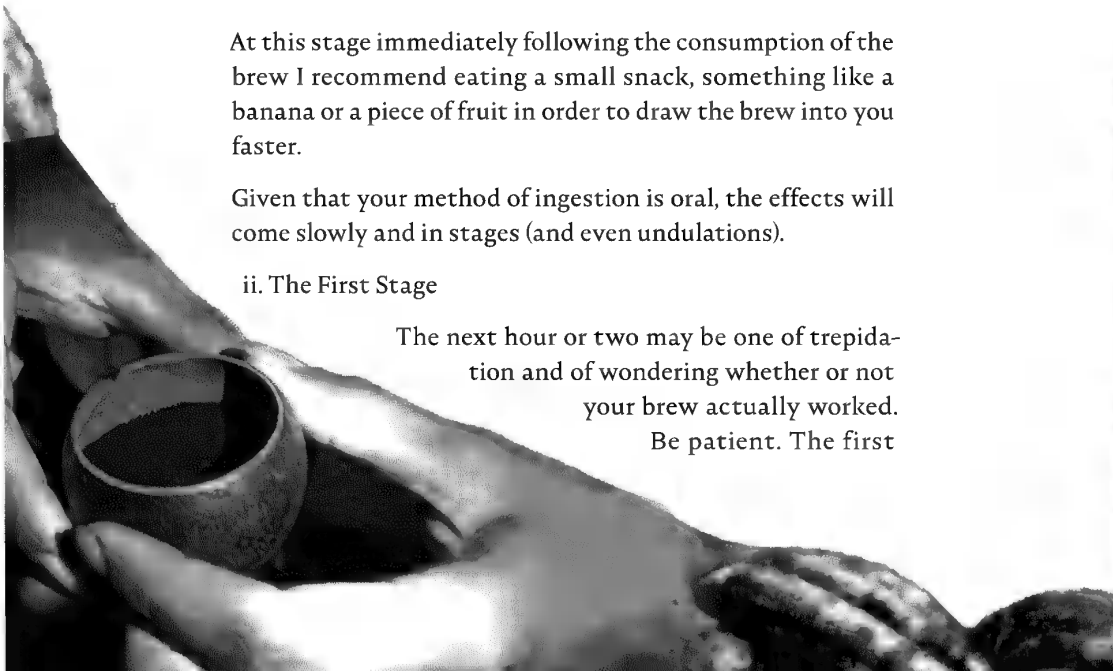 At this stage immediately following the consumption of the
brew I recommend eating a small snack, something like a
banana or a piece of fruit in order to draw the brew into you
faster.
Given that your method of ingestion is oral, the effects will
come slowly and in stages (and even undulations).
ii. The First Stage
The next hour or two may be one of trepida-
tion and of wondering whether or not
your brew actually worked.
Be patient. The first